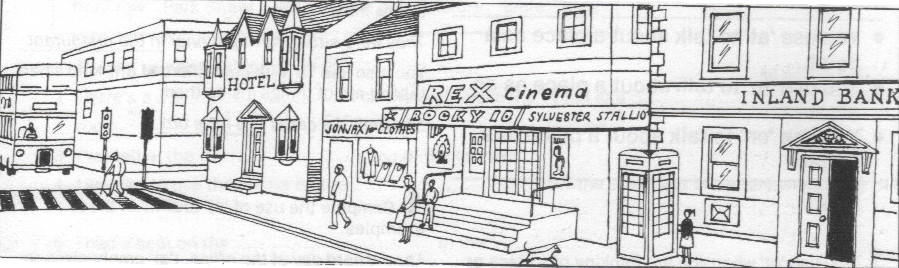 HOTEL
REX cinema
ROCKY 10 SYLVESTER STALLIO
JONJAX for CLOTHES
INLAND BANK